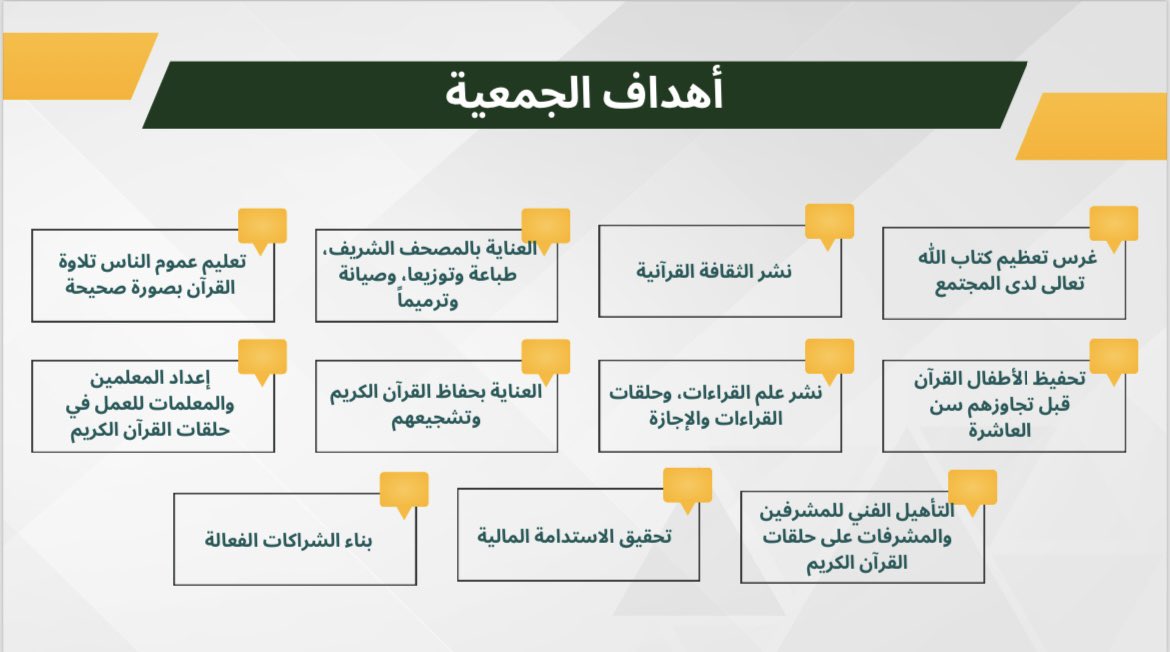 أهداف الجمعية
غرس تعظيم كتاب الله
تعالى لدى المجتمع
نشر الثقافة القرآنية
العناية بالمصحف الشريف،
طباعة وتوزيعا، وصيانة
وترميماً
تعليم عموم الناس تلاوة
القرآن بصورة صحيحة
تحفيظ الأطفال القرآن
قبل تجاوزهم سن
العاشرة
نشر علم القراءات، وحلقات
القراءات والإجازة
العناية بحفاظ القرآن الكريم
وتشجيعهم
إعداد المعلمين
والمعلمات للعمل في
حلقات القرآن الكريم
التأهيل الفني للمشرفين
والمشرفات على حلقات
القرآن الكريم
تحقيق الاستدامة المالية
بناء الشراكات الفعالة